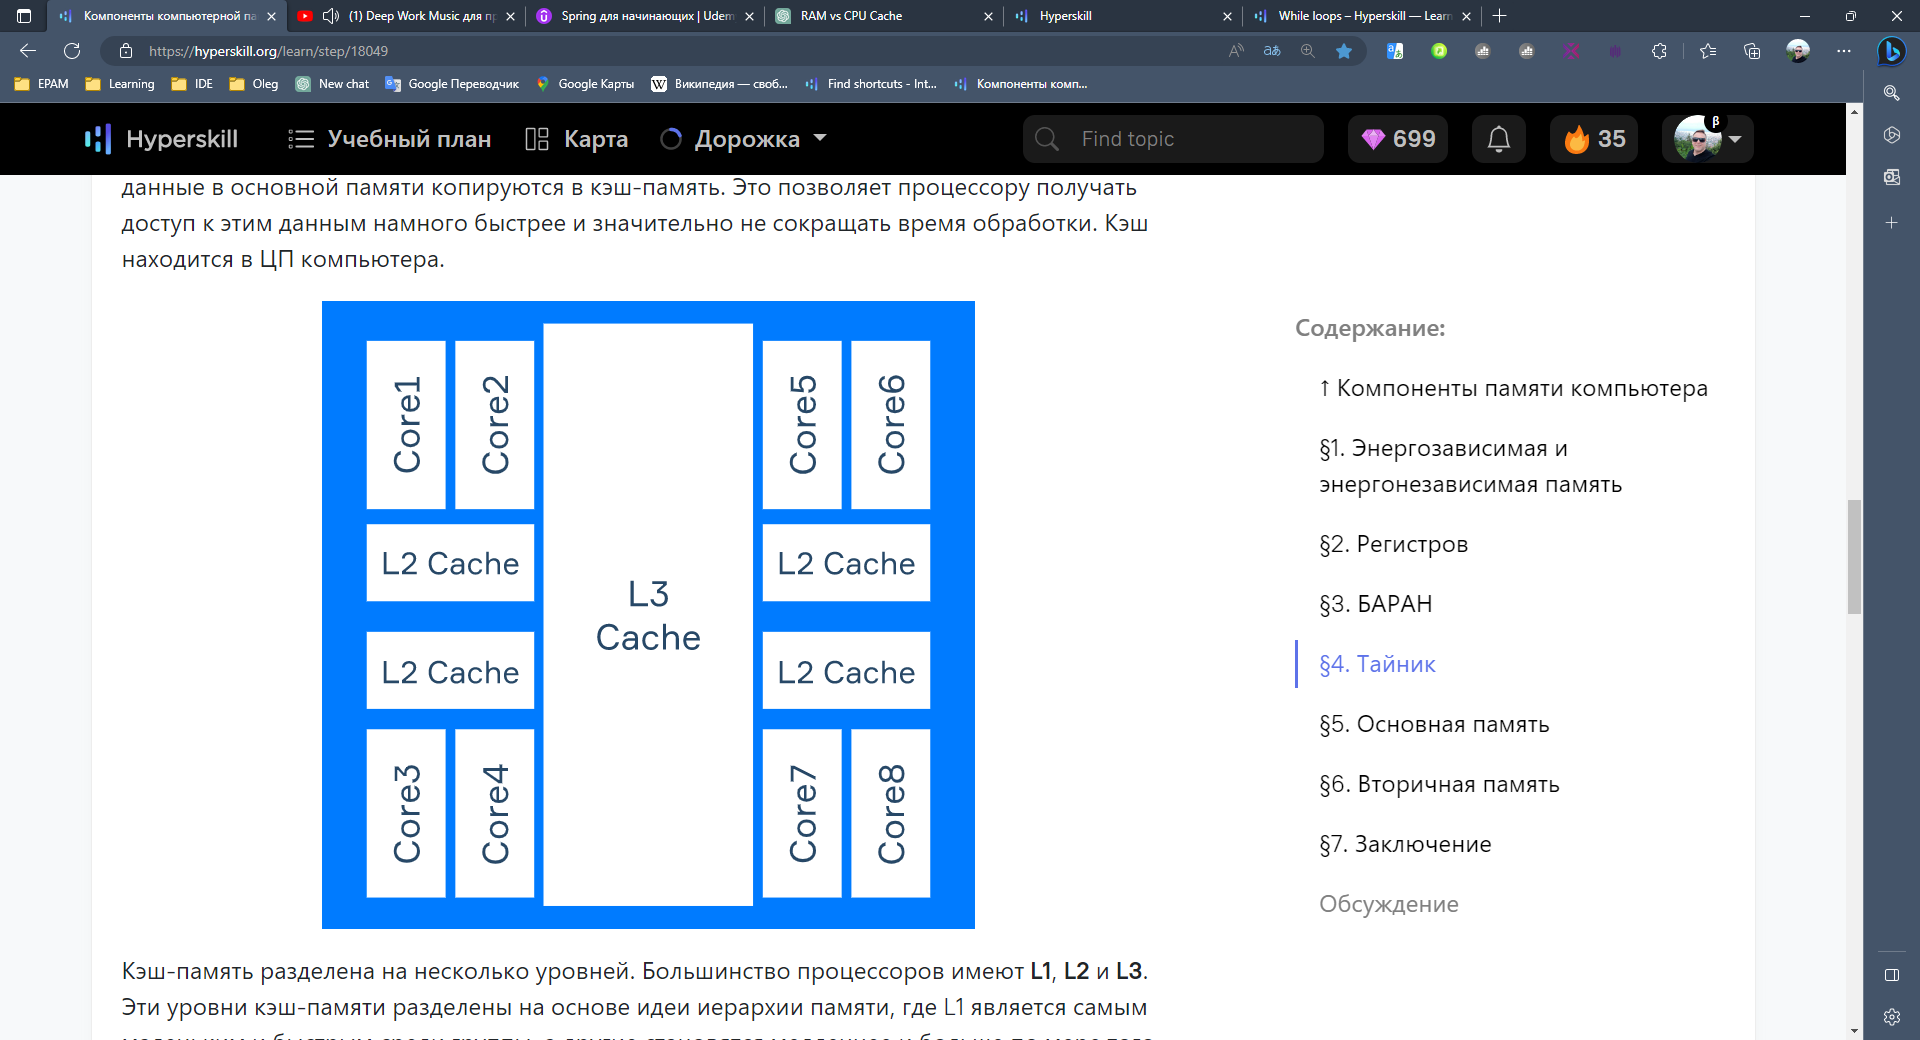 Компоненты компьютерной па
(1) Deep Work Music для пр
Spring для начинающих | Udem
RAM vs CPU Cache
Hyperskill
While loops – Hyperskill — Learn
https://hyperskill.org/learn/step/18049
EPAM
Learning
IDE
Oleg
New chat
Google Переводчик
Google Карты
Википедия — своб...
Find shortcuts - Int...
Компоненты комп...
Hyperskill
Учебный план
Карта
Дорожка
Find topic
699
35
β
данные в основной памяти копируются в кэш-память. Это позволяет процессору получать
доступ к этим данным намного быстрее и значительно не сокращать время обработки. Кэш
находится в ЦП компьютера.
Core1
Core2
Core5
Core6
L2 Cache
L2 Cache
L3
Cache
L2 Cache
L2 Cache
Core3
Core4
Core7
Core8
Кэш-память разделена на несколько уровней. Большинство процессоров имеют L1, L2 и L3.
Эти уровни кэш-памяти разделены на основе идеи иерархии памяти, где L1 является самым
Содержание:
↑ Компоненты памяти компьютера
§1. Энергозависимая и
энергонезависимая память
§2. Регистров
§3. БАРАН
§4. Тайник
§5. Основная память
§6. Вторичная память
§7. Заключение
Обсуждение